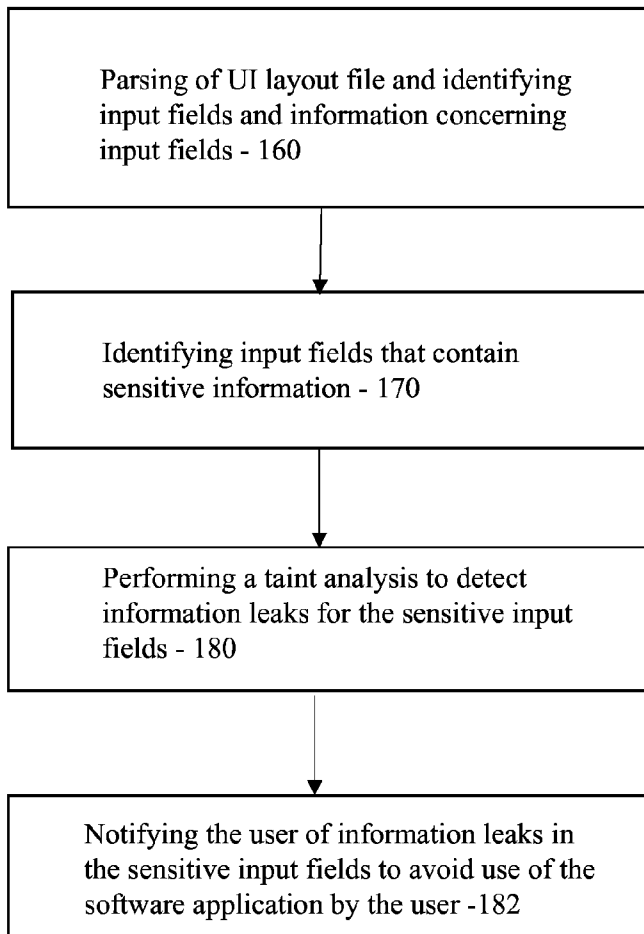 Parsing of UI layout file and identifying
input fields and information concerning
input fields - 160
Identifying input fields that contain
sensitive information - 170
Performing a taint analysis to detect
information leaks for the sensitive input
fields - 180
Notifying the user of information leaks in
the sensitive input fields to avoid use of the
software application by the user -182